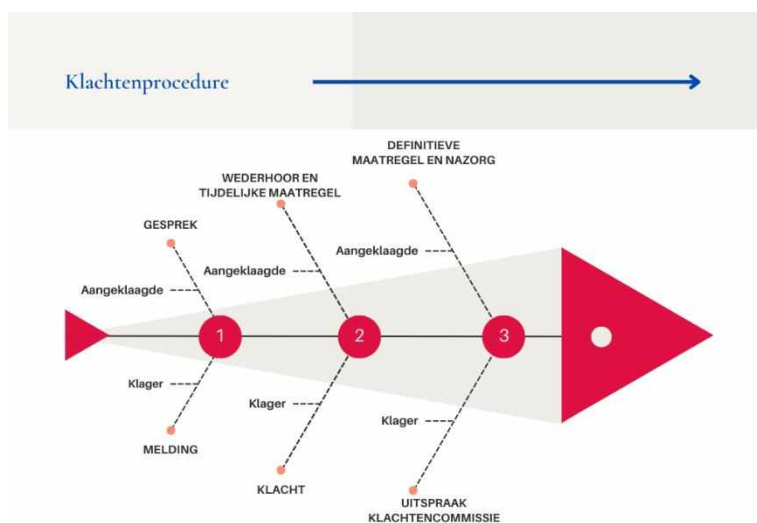 Klachtenprocedure
DEFINITIEVE
MAATREGEL EN NAZORG
WEDERHOOR EN
TIJDELIJKE MAATREGEL
GESPREK
Aangeklaagde
Aangeklaagde
Aangeklaagde
1
2
3
Klager
Klager
Klager
MELDING
KLACHT
UITSPRAAK
KLACHTENCOMMISSIE